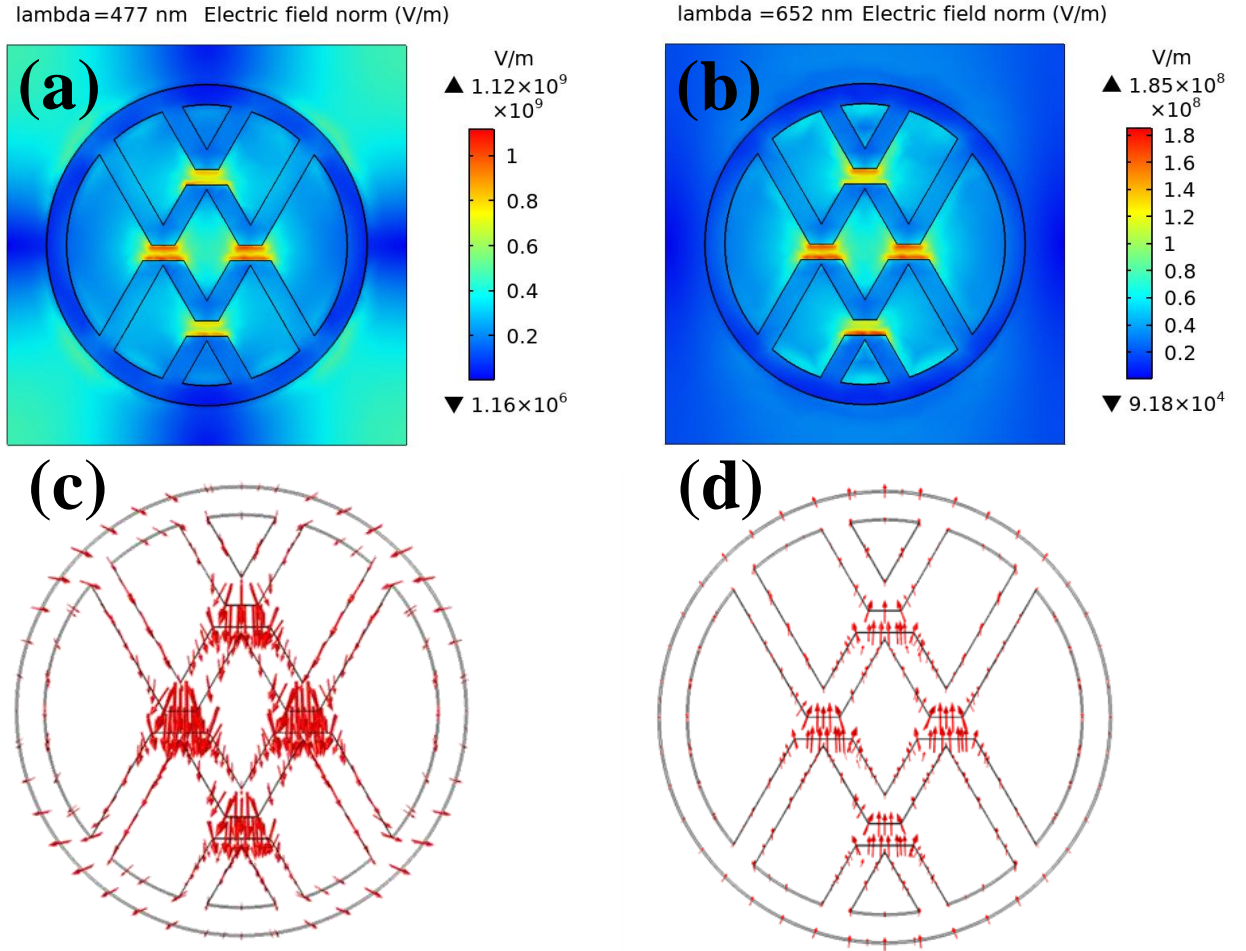 lambda =477 nm Electric field norm (V/m)
lambda =652 nm Electric field norm (V/m)
(a)
V/m
▲ 1.12×10⁹
×10⁹
1
0.8
0.6
0.4
0.2
▼ 1.16×10⁶
(b)
V/m
▲ 1.85×10⁸
×10⁸
1.8
1.6
1.4
1.2
1
0.8
0.6
0.4
0.2
▼ 9.18×10⁴
(c)
(d)